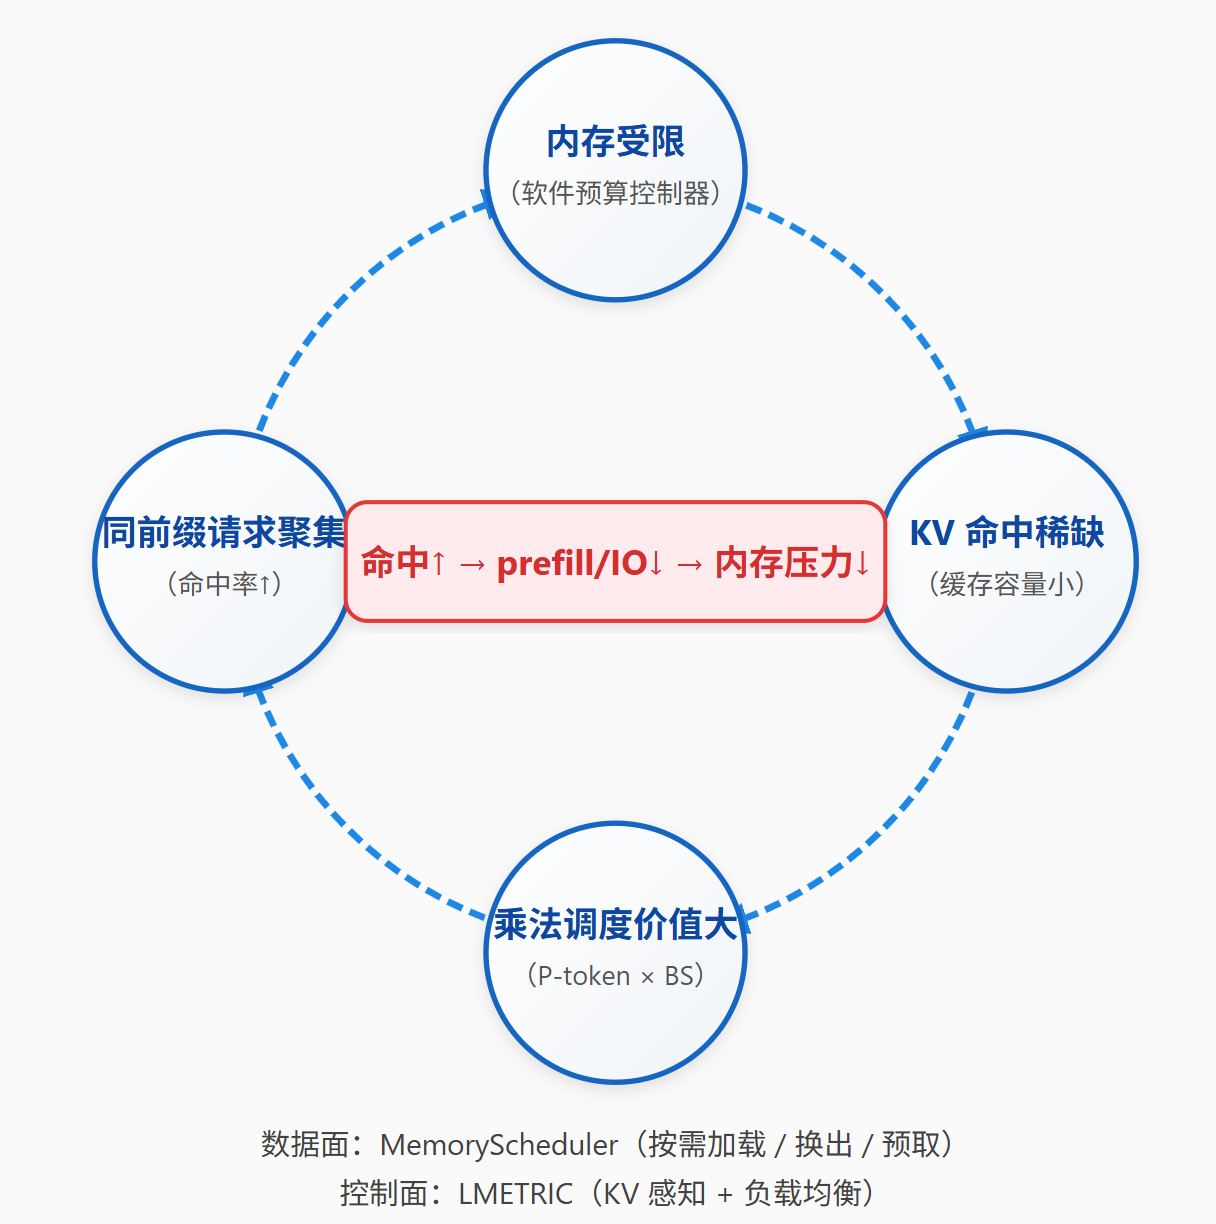 内存受限
（软件预算控制器）
同前缀请求聚集
（命中率↑）
命中↑ → prefill/IO↓ → 内存压力↓
KV 命中稀缺
（缓存容量小）
乘法调度价值大
（P-token × BS）
数据面：MemoryScheduler（按需加载 / 换出 / 预取）
控制面：LMETRIC（KV 感知 + 负载均衡）